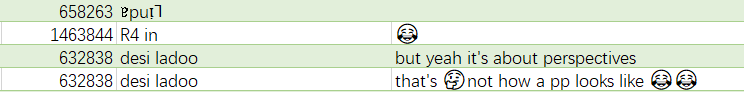 658263 ɐpuᴉ˥
1463844 R4 in 😂
632838 desi ladoo but yeah it's about perspectives
632838 desi ladoo that's 🤔not how a pp looks like 😂😂